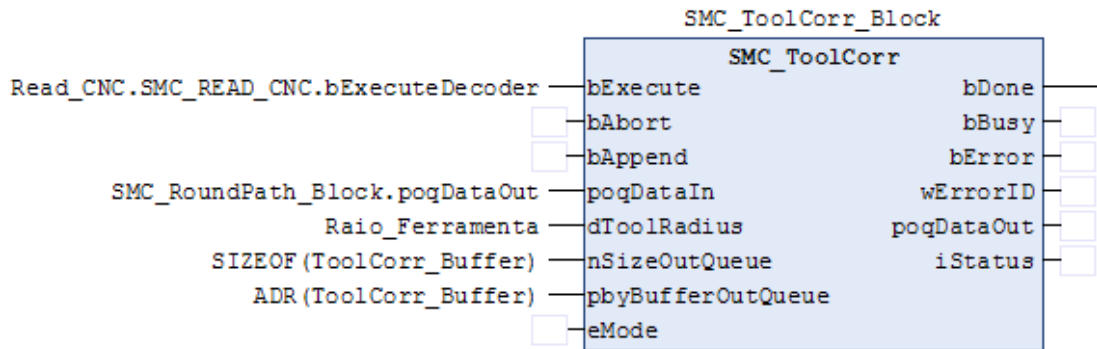 SMC_ToolCorr_Block
SMC_ToolCorr
Read_CNC.SMC_READ_CNC.bExecuteDecoder bExecute bDone
bAbort bBusy
bAppend bError
SMC_RoundPath_Block.poqDataOut poqDataIn wErrorID
Raio_Ferramenta dToolRadius poqDataOut
SIZEOF(ToolCorr_Buffer) nSizeOutQueue iStatus
ADR(ToolCorr_Buffer) pbyBufferOutQueue
eMode